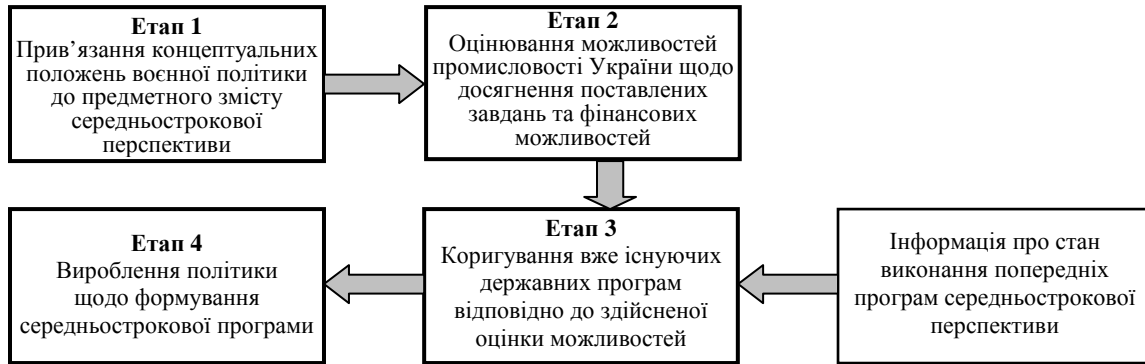 Етап 1
Прив’язання концептуальних
положень воєнної політики
до предметного змісту
середньострокової
перспективи
Етап 2
Оцінювання можливостей
промисловості України щодо
досягнення поставлених
завдань та фінансових
можливостей
Етап 4
Вироблення політики
щодо формування
середньострокової програми
Етап 3
Коригування вже існуючих
державних програм
відповідно до здійсненої
оцінки можливостей
Інформація про стан
виконання попередніх
програм середньострокової
перспективи